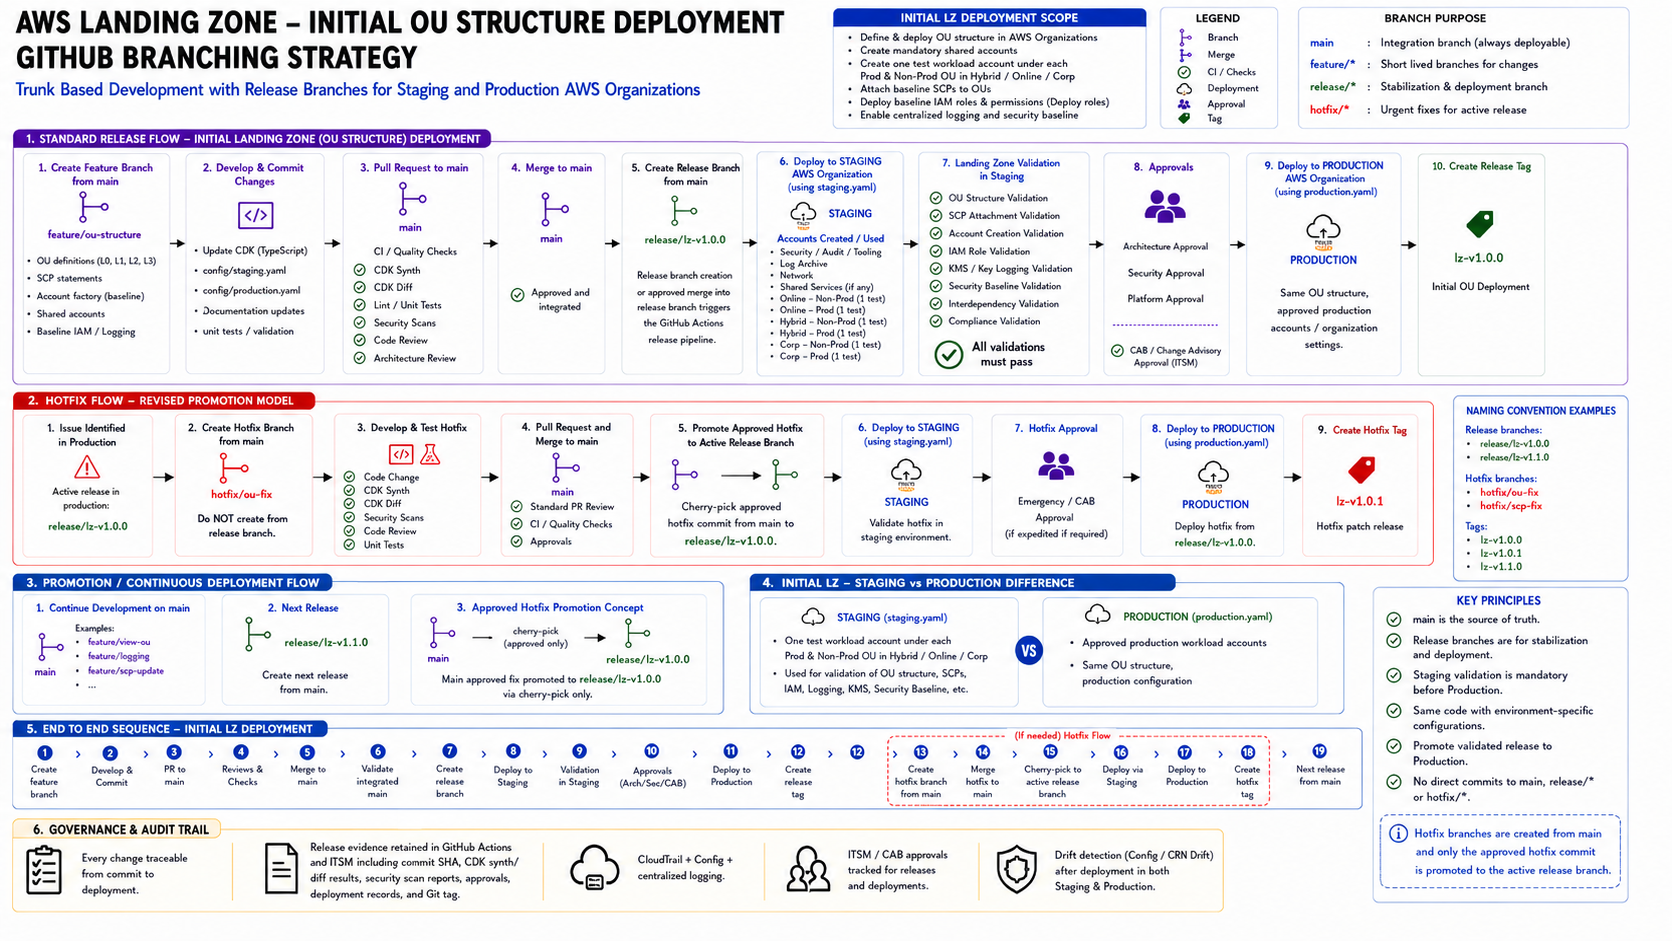 AWS LANDING ZONE – INITIAL OU STRUCTURE DEPLOYMENT
GITHUB BRANCHING STRATEGY
Trunk Based Development with Release Branches for Staging and Production AWS Organizations
INITIAL LZ DEPLOYMENT SCOPE
• Define & deploy OU structure in AWS Organizations
• Create mandatory shared accounts
• Create one test workload account under each
Prod & Non-Prod OU in Hybrid / Online / Corp
• Attach baseline SCPs to OUs
• Deploy baseline IAM roles & permissions (Deploy roles)
• Enable centralized logging and security baseline
LEGEND
Branch
Merge
CI / Checks
Deployment
Approval
Tag
BRANCH PURPOSE
main : Integration branch (always deployable)
feature/* : Short lived branches for changes
release/* : Stabilization & deployment branch
hotfix/* : Urgent fixes for active release
1. STANDARD RELEASE FLOW – INITIAL LANDING ZONE (OU STRUCTURE) DEPLOYMENT
1. Create Feature Branch
from main
feature/ou-structure
• OU definitions (L0, L1, L2, L3)
• SCP statements
• Account factory (baseline)
• Shared accounts
• Baseline IAM / Logging
2. Develop & Commit
Changes
</>
• Update CDK (TypeScript)
• config/staging.yaml
• config/production.yaml
• Documentation updates
• unit tests / validation
3. Pull Request to main
main
CI / Quality Checks
CDK Synth
CDK Diff
Lint / Unit Tests
Security Scans
Code Review
Architecture Review
4. Merge to main
main
Approved and
integrated
5. Create Release Branch
from main
release/lz-v1.0.0
Release branch creation
or approved merge into
release branch triggers
the GitHub Actions
release pipeline.
6. Deploy to STAGING
AWS Organization
(using staging.yaml)
STAGING
Accounts Created / Used
• Security / Audit / Tooling
• Log Archive
• Network
• Shared Services (if any)
• Online – Non-Prod (1 test)
• Online – Prod (1 test)
• Hybrid – Non-Prod (1 test)
• Hybrid – Prod (1 test)
• Corp – Non-Prod (1 test)
• Corp – Prod (1 test)
7. Landing Zone Validation
in Staging
OU Structure Validation
SCP Attachment Validation
Account Creation Validation
IAM Role Validation
KMS / Key Logging Validation
Security Baseline Validation
Interdependency Validation
Compliance Validation
All validations
must pass
8. Approvals
Architecture Approval
Security Approval
Platform Approval
CAB / Change Advisory
Approval (ITSM)
9. Deploy to PRODUCTION
AWS Organization
(using production.yaml)
PRODUCTION
Same OU structure,
approved production
accounts / organization
settings.
10. Create Release Tag
lz-v1.0.0
Initial OU Deployment
2. HOTFIX FLOW – REVISED PROMOTION MODEL
1. Issue Identified
in Production
Active release in
production:
release/lz-v1.0.0
2. Create Hotfix Branch
from main
hotfix/ou-fix
Do NOT create from
release branch.
3. Develop & Test Hotfix
</>
Code Change
CDK Synth
CDK Diff
Security Scans
Code Review
Unit Tests
4. Pull Request and
Merge to main
main
Standard PR Review
CI / Quality Checks
Approvals
5. Promote Approved Hotfix
to Active Release Branch
Cherry-pick approved
hotfix commit from main to
release/lz-v1.0.0.
6. Deploy to STAGING
(using staging.yaml)
STAGING
Validate hotfix in
staging environment.
7. Hotfix Approval
Emergency / CAB
Approval
(if expedited if required)
8. Deploy to PRODUCTION
(using production.yaml)
PRODUCTION
Deploy hotfix from
release/lz-v1.0.0.
9. Create Hotfix Tag
lz-v1.0.1
Hotfix patch release
NAMING CONVENTION EXAMPLES
Release branches:
• release/lz-v1.0.0
• release/lz-v1.1.0
Hotfix branches:
• hotfix/ou-fix
• hotfix/scp-fix
Tags:
• lz-v1.0.0
• lz-v1.0.1
• lz-v1.1.0
3. PROMOTION / CONTINUOUS DEPLOYMENT FLOW
1. Continue Development on main
main
Examples:
• feature/view-ou
• feature/logging
• feature/scp-update
• ...
2. Next Release
release/lz-v1.1.0
Create next release
from main.
3. Approved Hotfix Promotion Concept
main
cherry-pick
(approved only)
release/lz-v1.0.0
Main approved fix promoted to release/lz-v1.0.0
via cherry-pick only.
4. INITIAL LZ – STAGING vs PRODUCTION DIFFERENCE
STAGING (staging.yaml)
• One test workload account under each
Prod & Non-Prod OU in Hybrid / Online / Corp
• Used for validation of OU structure, SCPs,
IAM, Logging, KMS, Security Baseline, etc.
VS
PRODUCTION (production.yaml)
• Approved production workload accounts
• Same OU structure,
production configuration
KEY PRINCIPLES
main is the source of truth.
Release branches are for stabilization
and deployment.
Staging validation is mandatory
before Production.
Same code with environment-specific
configurations.
Promote validated release to
Production.
No direct commits to main, release/*
or hotfix/*.
Hotfix branches are created from main
and only the approved hotfix commit
is promoted to the active release branch.
5. END TO END SEQUENCE – INITIAL LZ DEPLOYMENT
1
Create
feature
branch
2
Develop &
Commit
3
PR to
main
4
Reviews &
Checks
5
Merge to
main
6
Validate
integrated
main
7
Create
release
branch
8
Deploy to
Staging
9
Validation
in Staging
10
Approvals
(Arch/Sec/CAB)
11
Deploy to
Production
12
Create
release
tag
12
(If needed) Hotfix Flow
13
Create
hotfix branch
from main
14
Merge
hotfix to
main
15
Cherry-pick to
active release
branch
16
Deploy via
Staging
17
Deploy to
Production
18
Create
hotfix
tag
19
Next release
from main
6. GOVERNANCE & AUDIT TRAIL
Every change traceable
from commit to
deployment.
Release evidence retained in GitHub Actions
and ITSM including commit SHA, CDK synth/
diff results, security scan reports, approvals,
deployment records, and Git tag.
CloudTrail + Config +
centralized logging.
ITSM / CAB approvals
tracked for releases
and deployments.
Drift detection (Config / CRN Drift)
after deployment in both
Staging & Production.